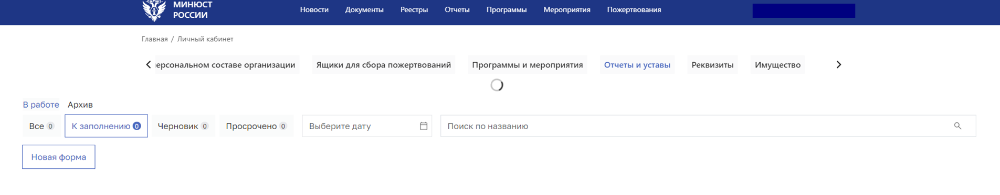 МИНЮСТ
РОССИИ
Новости Документы Реестры Отчеты Программы Мероприятия Пожертвования
Главная / Личный кабинет
ерсональном составе организации Ящики для сбора пожертвований Программы и мероприятия Отчеты и уставы Реквизиты Имущество
В работе Архив
Все 0 К заполнению 0 Черновик 0 Просрочено 0 Выберите дату Поиск по названию
Новая форма